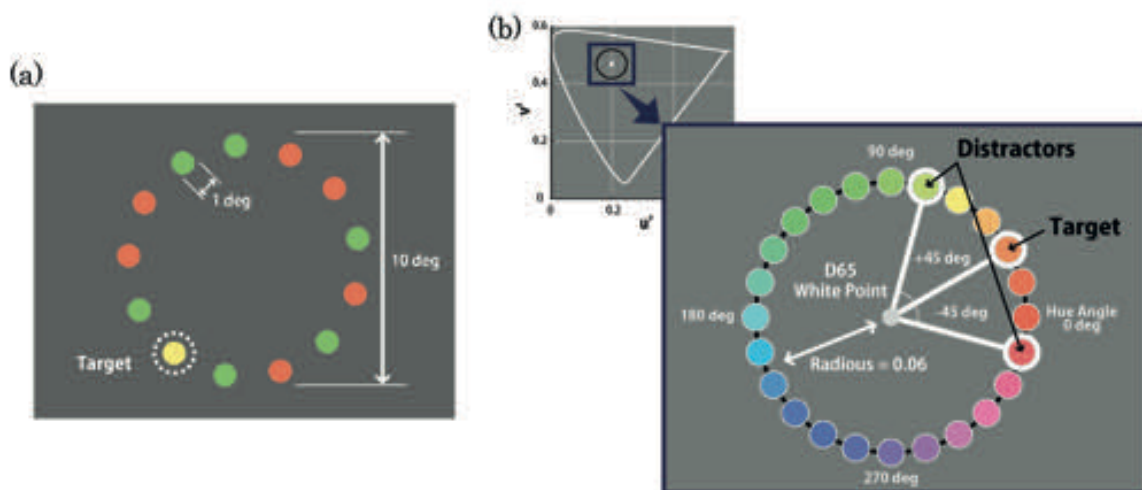 (a)
1 deg
10 deg
Target
(b)
0.6
0.4
0.2
0
v'
0
0.2
u'
90 deg
Distractors
Target
+45 deg
D65
White Point
-45 deg
180 deg
Hue Angle
0 deg
Radious = 0.06
270 deg